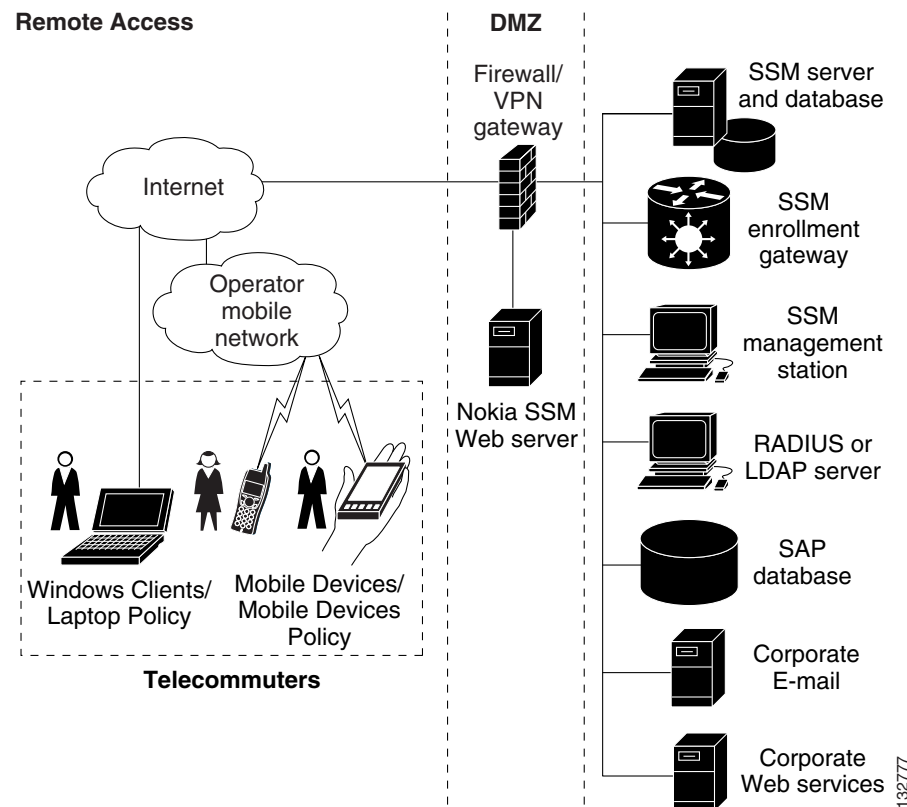 Remote Access
DMZ
Firewall/
VPN
gateway
SSM server
and database
Internet
SSM
enrollment
gateway
Operator
mobile
network
SSM
management
station
Nokia SSM
Web server
RADIUS or
LDAP server
SAP
database
Windows Clients/
Laptop Policy
Mobile Devices/
Mobile Devices
Policy
Telecommuters
Corporate
E-mail
Corporate
Web services
132777